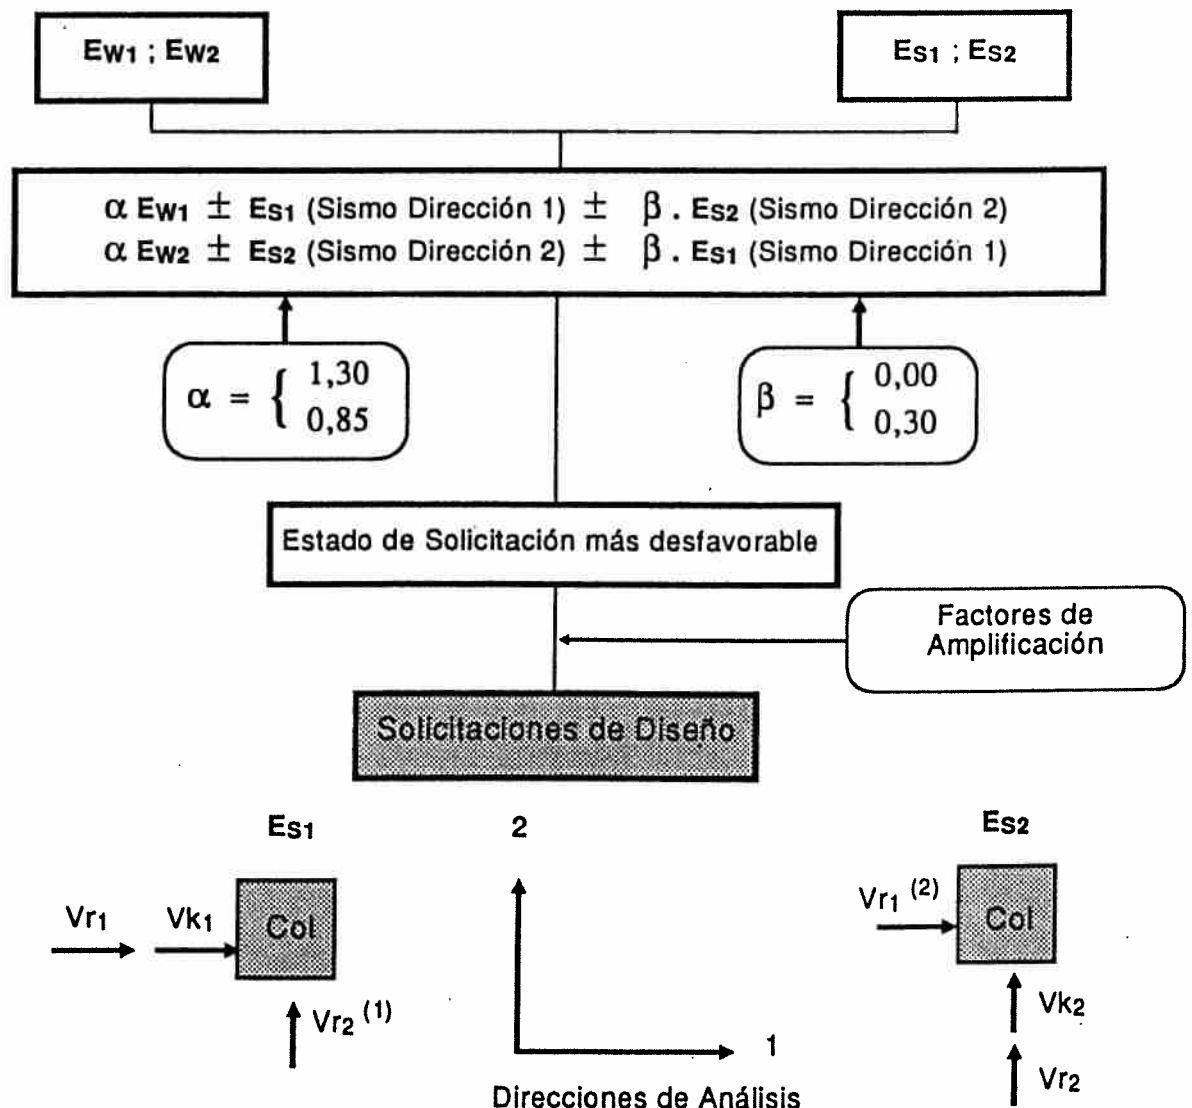 EW1 ; EW2
ES1 ; ES2
α EW1 ± ES1 (Sismo Dirección 1) ± β . ES2 (Sismo Dirección 2)
α EW2 ± ES2 (Sismo Dirección 2) ± β . ES1 (Sismo Dirección 1)
α = { 1,30
0,85
β = { 0,00
0,30
Estado de Solicitación más desfavorable
Factores de
Amplificación
Solicitaciones de Diseño
ES1
2
ES2
Vr1
Vk1
Col
Vr2 (1)
1
Direcciones de Análisis
Vr1 (2)
Col
Vk2
Vr2